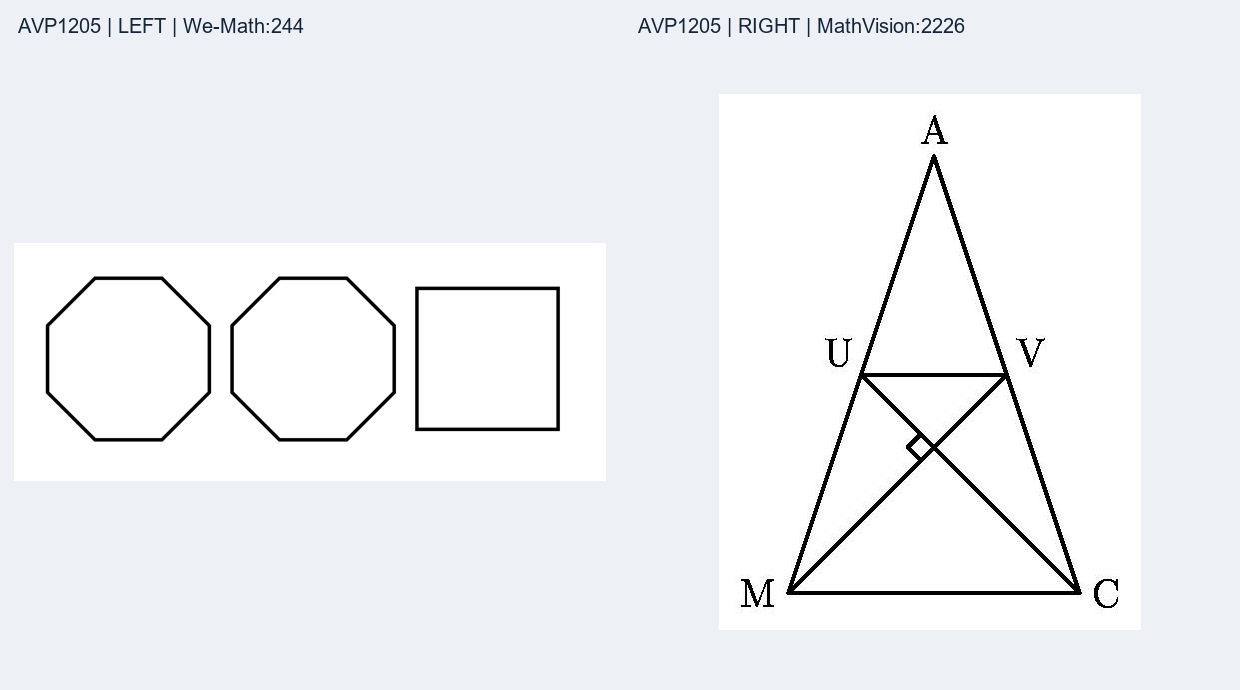 AVP1205 | LEFT | We-Math:244
AVP1205 | RIGHT | MathVision:2226
A
U V
M C